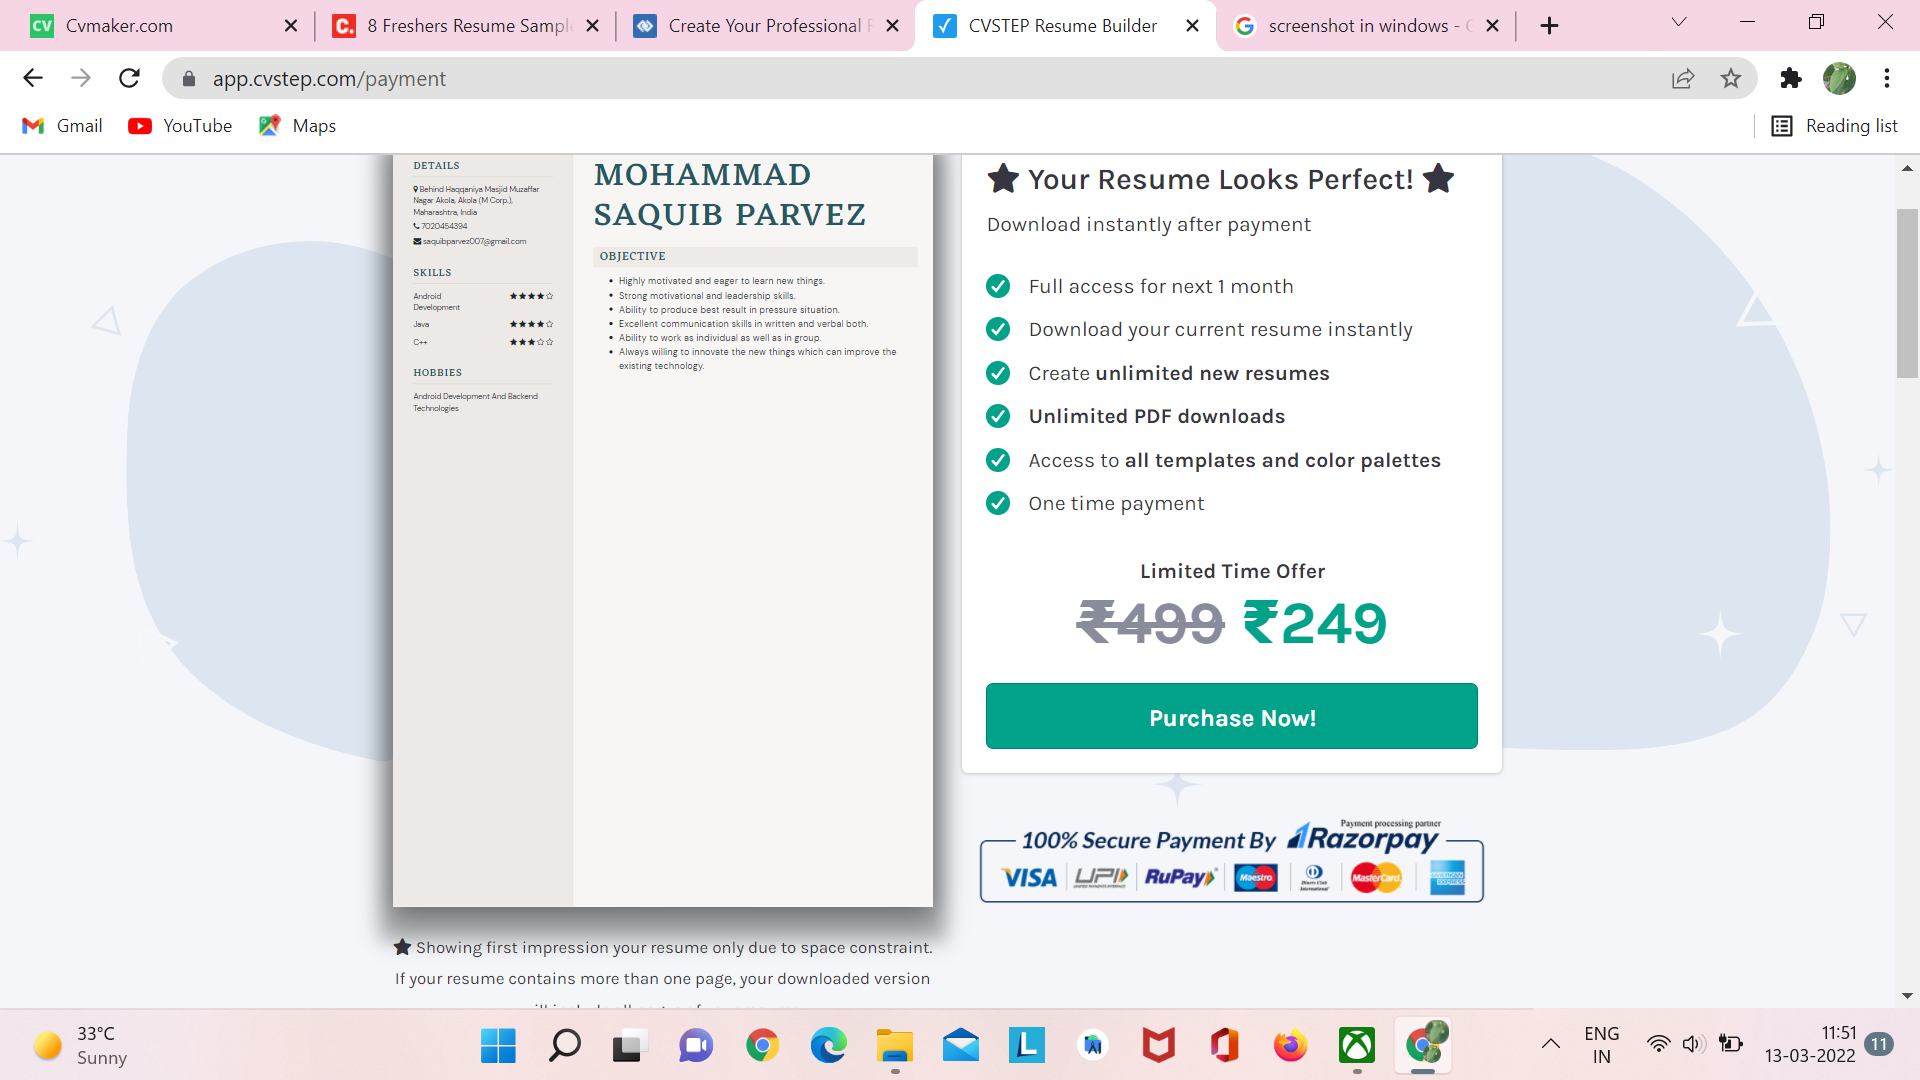 Cvmaker.com
8 Freshers Resume Sampl
Create Your Professional
CVSTEP Resume Builder
screenshot in windows -
app.cvstep.com/payment
Gmail
YouTube
Maps
Reading list
DETAILS
Behind Haqqaniya Masjid Muzaffar
Nagar Akola, Akola (M Corp.),
Maharashtra, India
7020454394
saquibparvez007@gmail.com
SKILLS
Android
Development
Java
C++
HOBBIES
Android Development And Backend
Technologies
MOHAMMAD
SAQUIB PARVEZ
OBJECTIVE
• Highly motivated and eager to learn new things.
• Strong motivational and leadership skills.
• Ability to produce best result in pressure situation.
• Excellent communication skills in written and verbal both.
• Ability to work as individual as well as in group.
• Always willing to innovate the new things which can improve the
existing technology.
Showing first impression your resume only due to space constraint.
If your resume contains more than one page, your downloaded version
Your Resume Looks Perfect!
Download instantly after payment
Full access for next 1 month
Download your current resume instantly
Create unlimited new resumes
Unlimited PDF downloads
Access to all templates and color palettes
One time payment
Limited Time Offer
₹499 ₹249
Purchase Now!
Payment processing partner
100% Secure Payment By Razorpay
VISA UPI RuPay Maestro Diners Club International MasterCard AMERICAN EXPRESS
33°C
Sunny
ENG
IN
11:51
13-03-2022
11